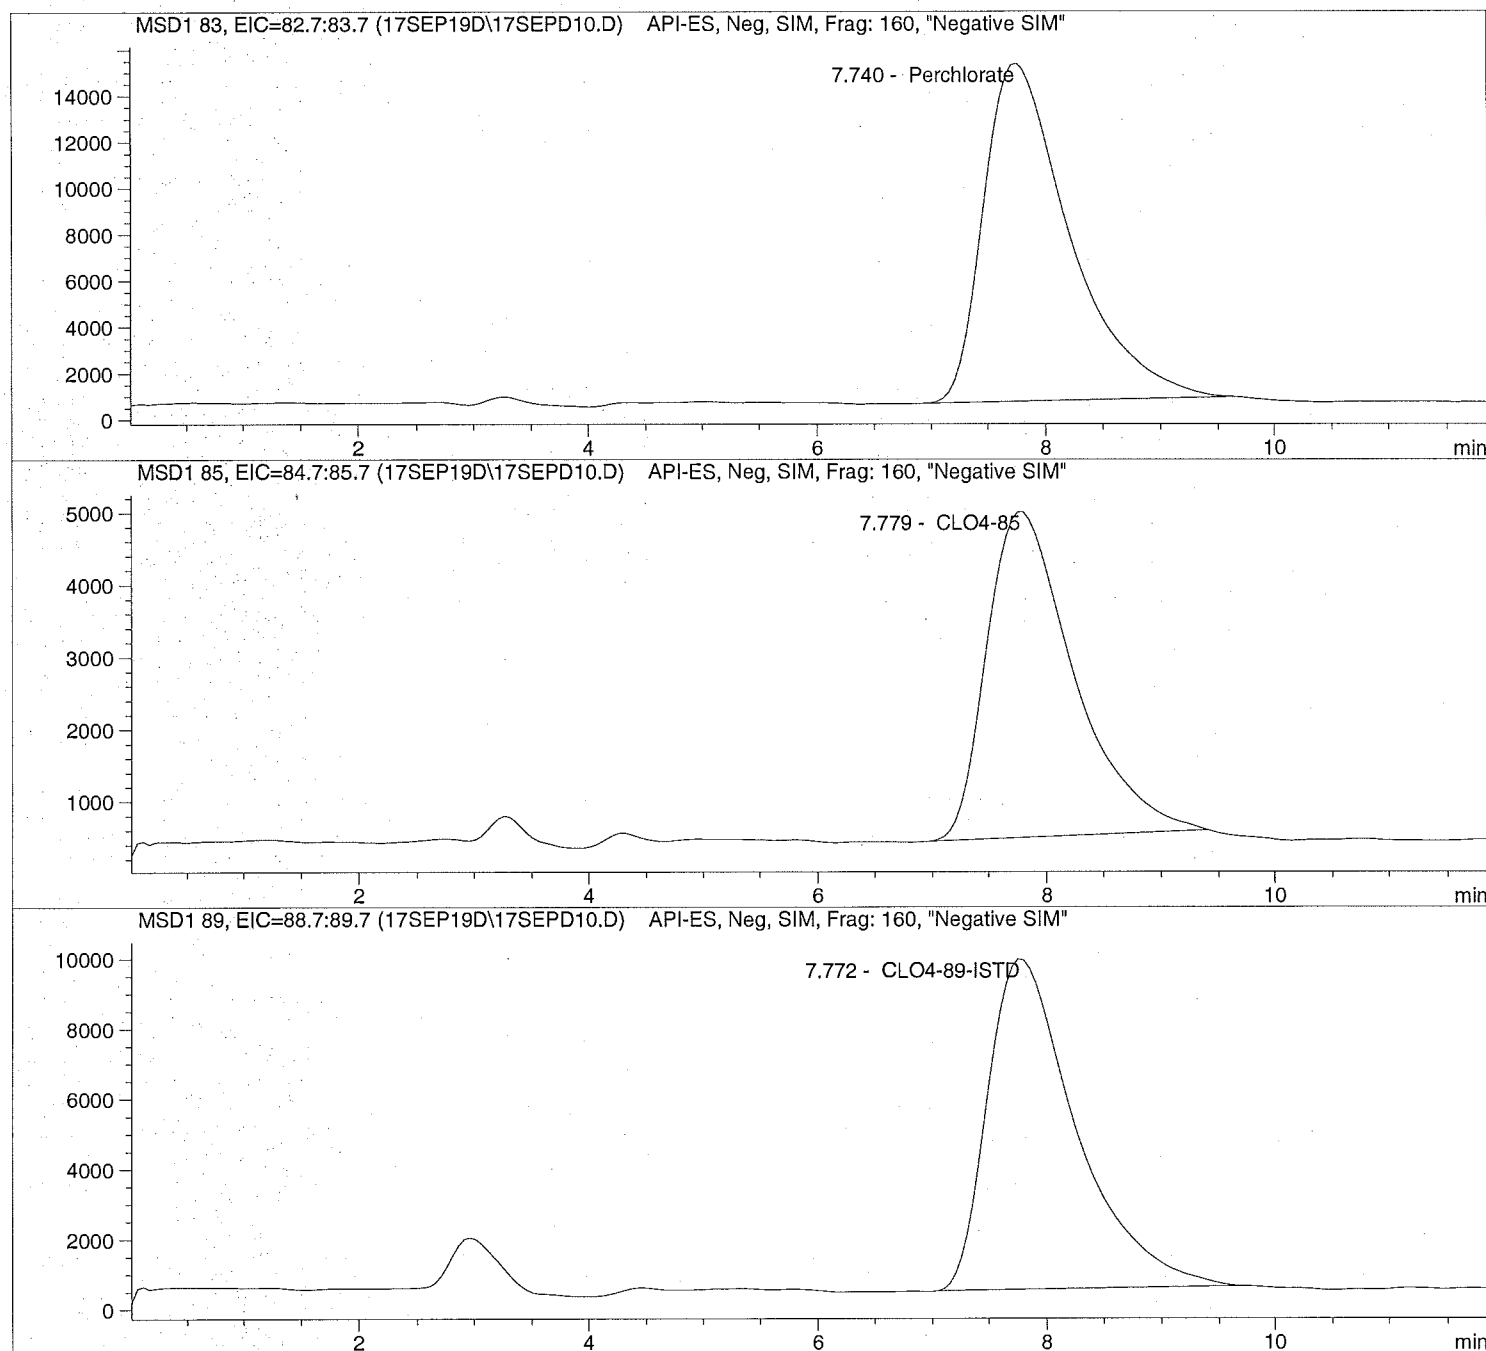 MSD1 83, EIC=82.7:83.7 (17SEP19D\17SEPD10.D) API-ES, Neg, SIM, Frag: 160, "Negative SIM"
7.740 - Perchlorate
14000
12000
10000
8000
6000
4000
2000
0
2 4 6 8 10 min
MSD1 85, EIC=84.7:85.7 (17SEP19D\17SEPD10.D) API-ES, Neg, SIM, Frag: 160, "Negative SIM"
7.779 - CLO4-85
5000
4000
3000
2000
1000
2 4 6 8 10 min
MSD1 89, EIC=88.7:89.7 (17SEP19D\17SEPD10.D) API-ES, Neg, SIM, Frag: 160, "Negative SIM"
7.772 - CLO4-89-ISTD
10000
8000
6000
4000
2000
0
2 4 6 8 10 min